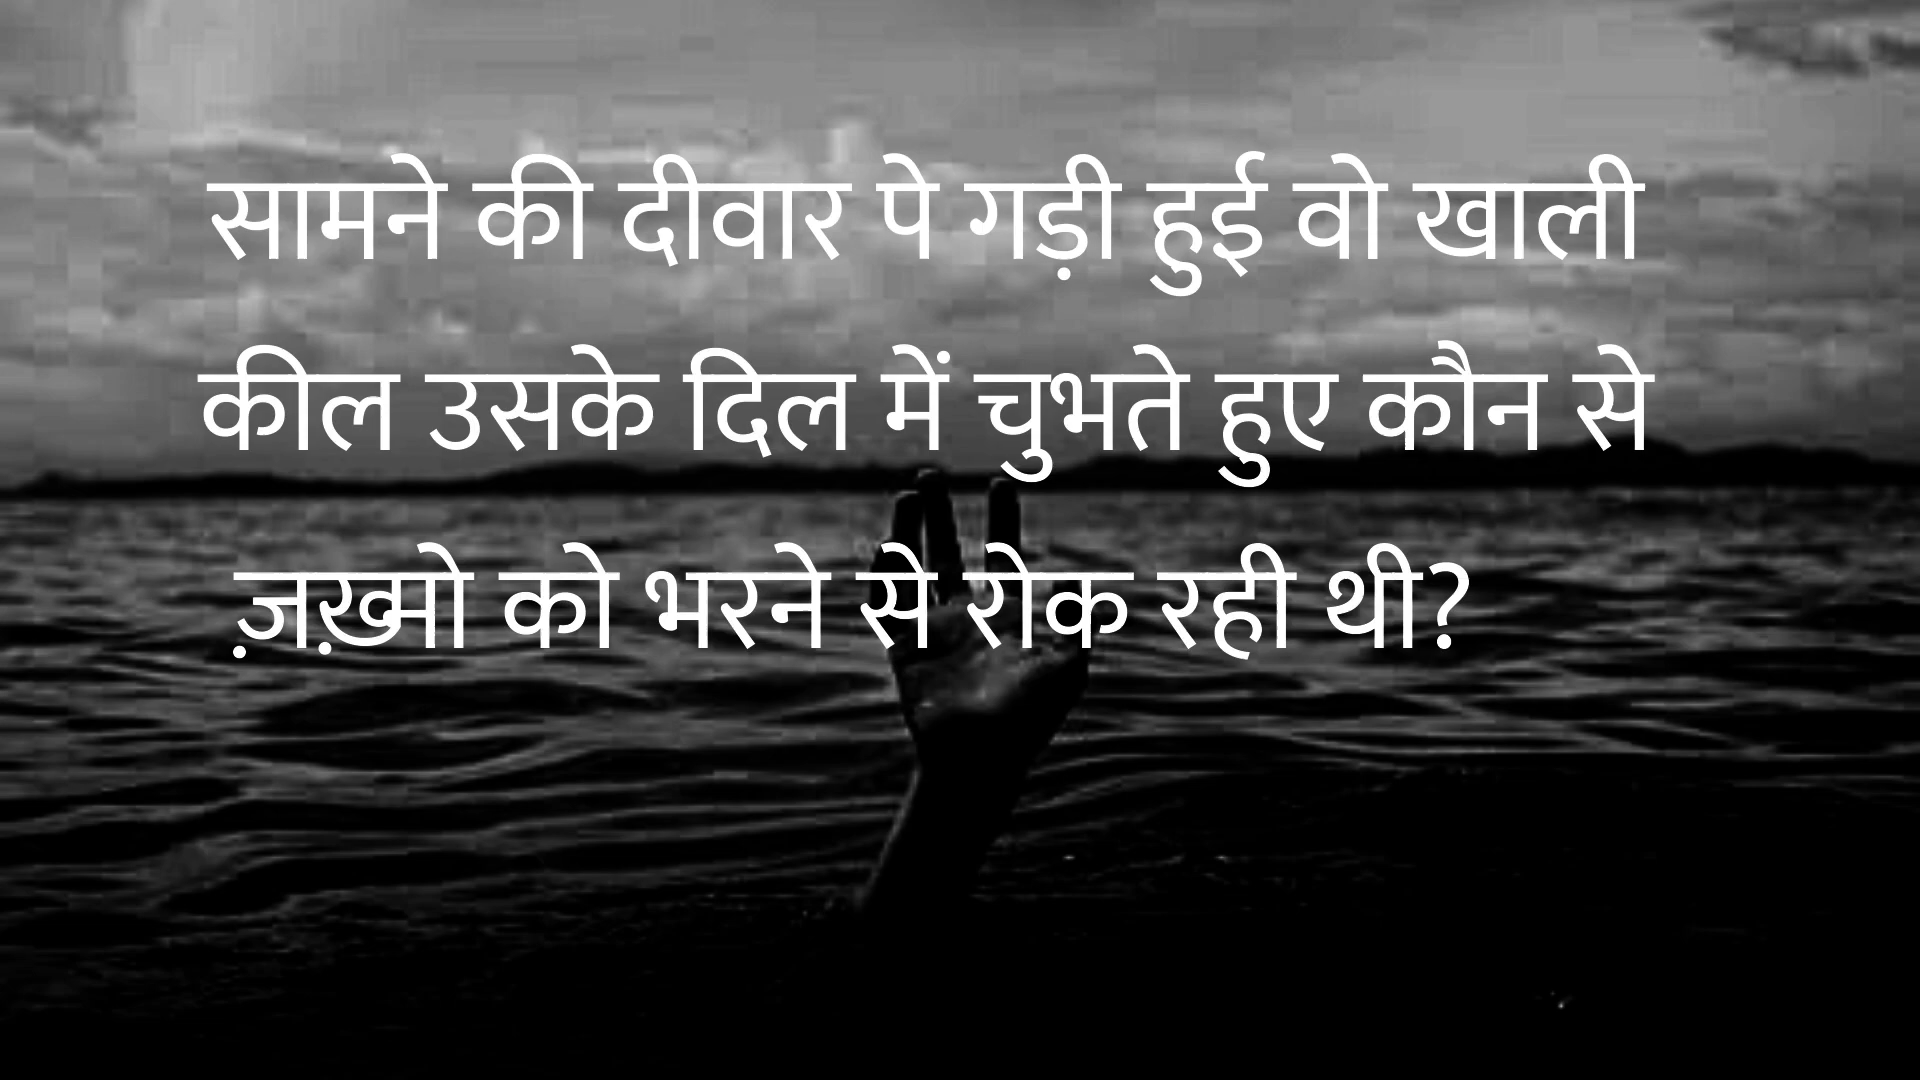 सामने की दीवार पे गड़ी हुई वो खाली
कील उसके दिल में चुभते हुए कौन से
ज़ख़्मो को भरने से रोक रही थी?